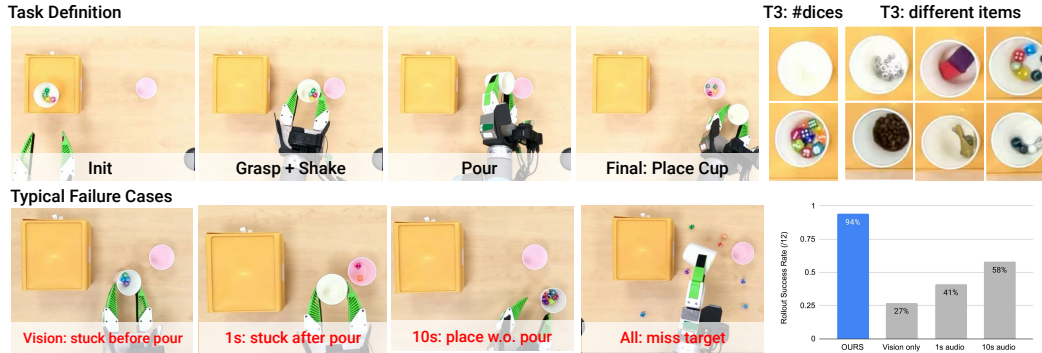 Task Definition
T3: #dices
T3: different items
Init
Grasp + Shake
Pour
Final: Place Cup
Typical Failure Cases
Vision: stuck before pour
1s: stuck after pour
10s: place w.o. pour
All: miss target
Rollout Success Rate (/12)
1
0.75
0.5
0.25
0
94%
27%
41%
58%
OURS
Vision only
1s audio
10s audio